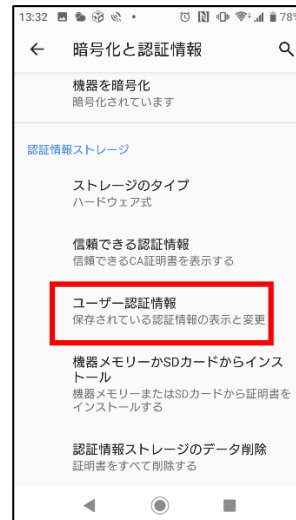 13:32 78%
暗号化と認証情報
機器を暗号化
暗号化されています
認証情報ストレージ
ストレージのタイプ
ハードウェア式
信頼できる認証情報
信頼できるCA証明書を表示する
ユーザー認証情報
保存されている認証情報の表示と変更
機器メモリーかSDカードからインス
トール
機器メモリーまたはSDカードから証明書を
インストールする
認証情報ストレージのデータ削除
証明書をすべて削除する